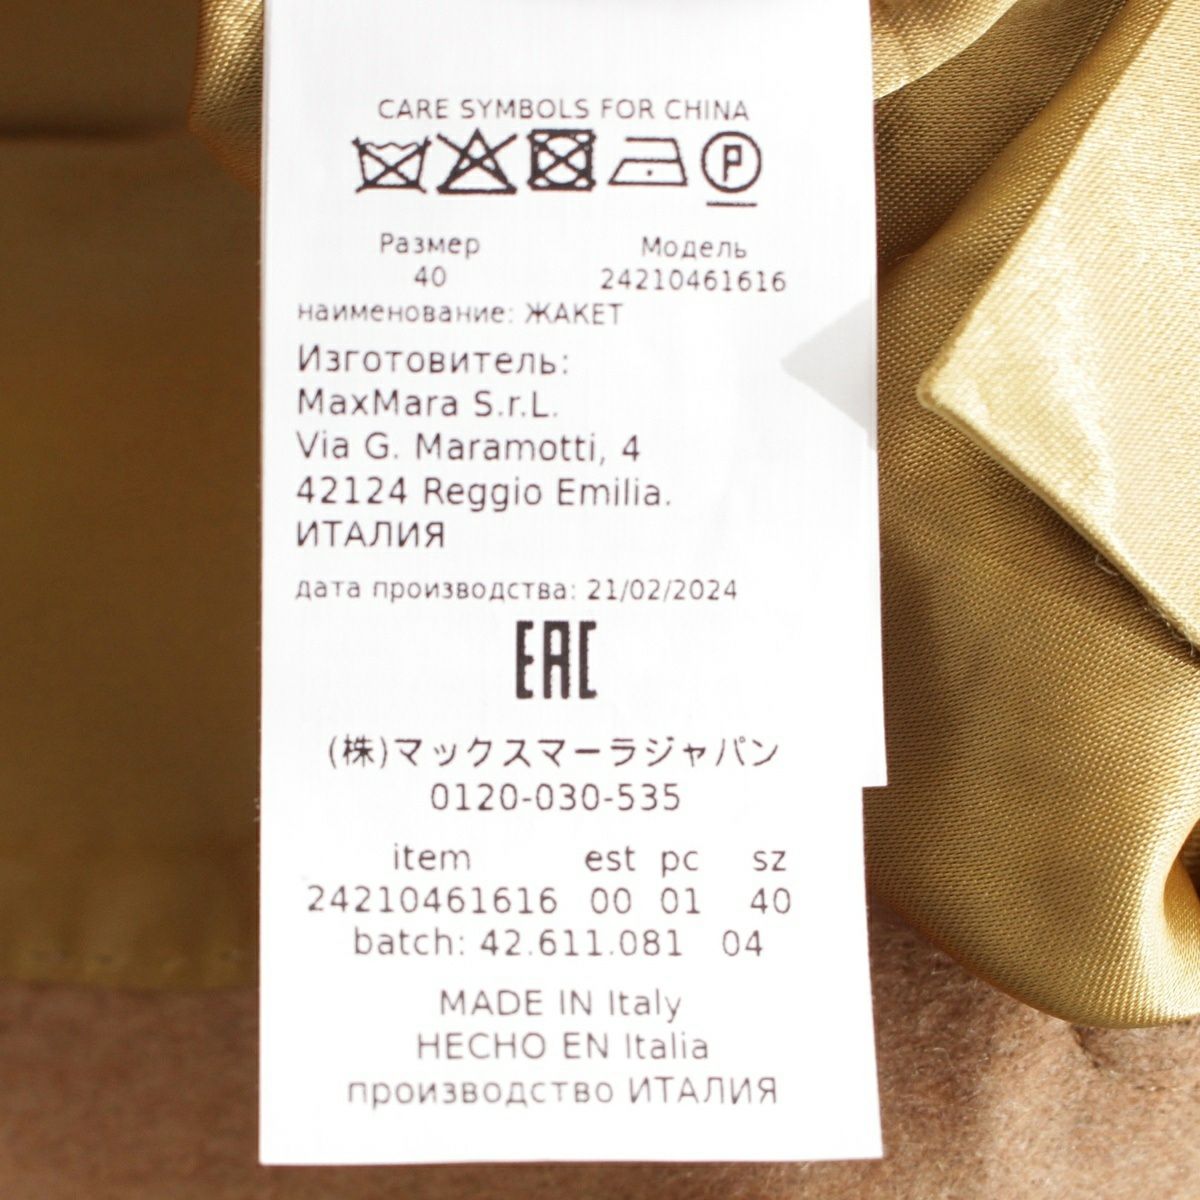 CARE SYMBOLS FOR CHINA
P
Размер Модель
40 24210461616
наименование: ЖАКЕТ
Изготовитель:
MaxMara S.r.L.
Via G. Maramotti, 4
42124 Reggio Emilia.
ИТАЛИЯ
дата производства: 21/02/2024
EAC
(株)マックスマーラジャパン
0120-030-535
item est pc sz
24210461616 00 01 40
batch: 42.611.081 04
MADE IN Italy
HECHO EN Italia
производство ИТАЛИЯ